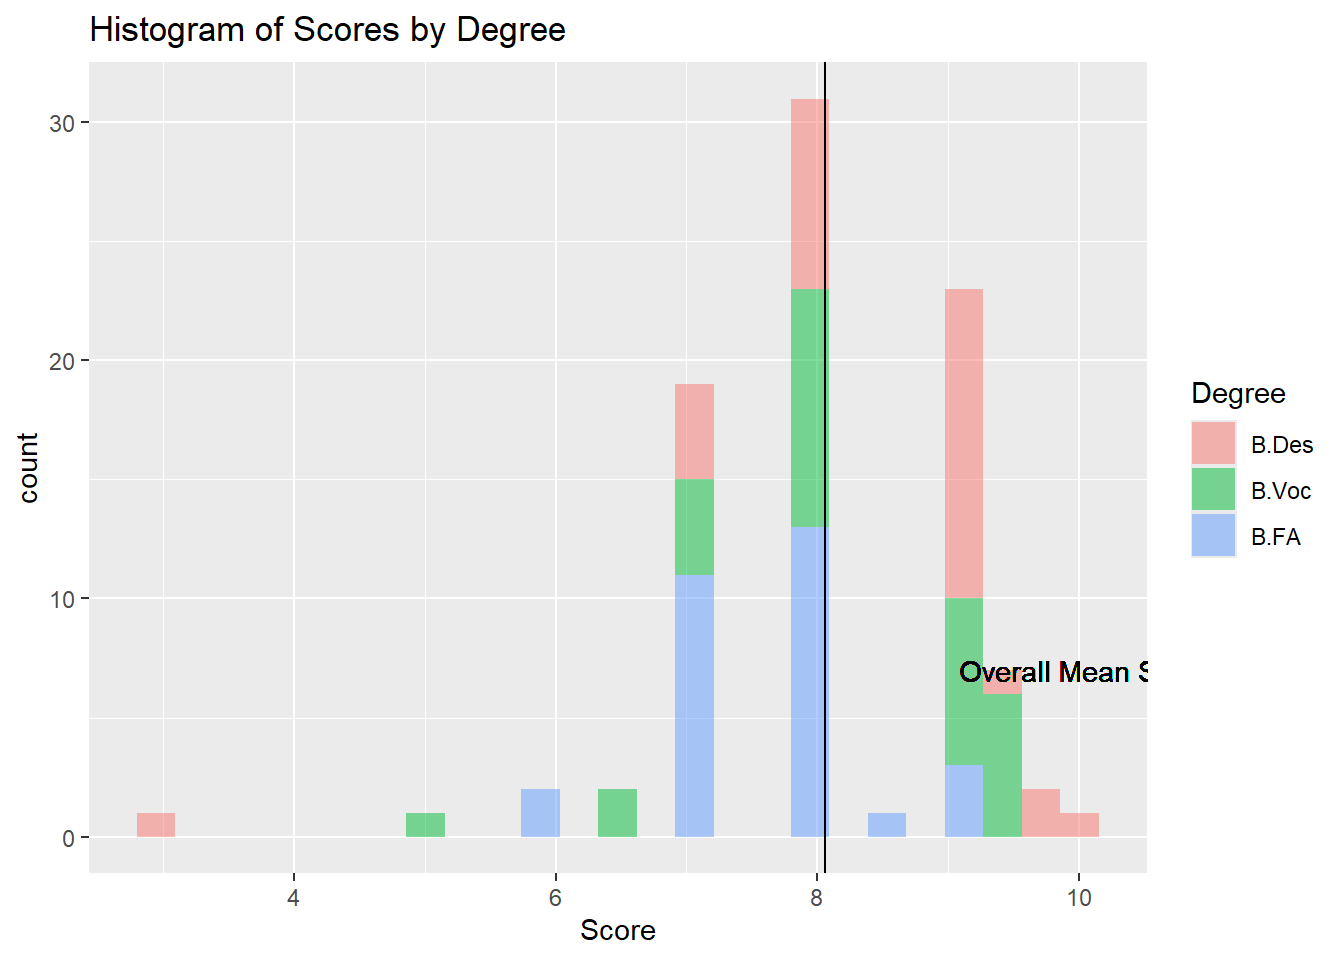 Histogram of Scores by Degree
30
20
10
0
count
Overall Mean S
4
6
8
10
Score
Degree
B.Des
B.Voc
B.FA